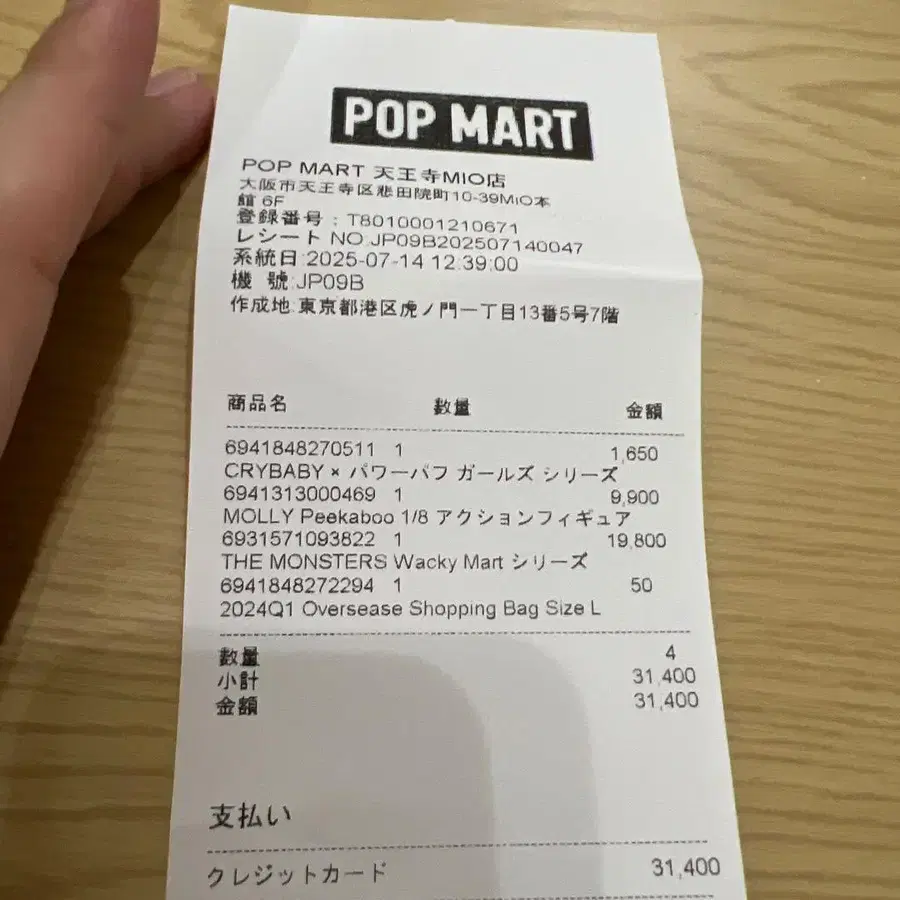 POP MART
POP MART 天王寺MIO店
大阪市天王寺区悲田院町10-39MIO本
館 6F
登録番号 : T8010001210671
レシート NO:JP09B202507140047
系統日:2025-07-14 12:39:00
機 號:JP09B
作成地:東京都港区虎ノ門一丁目13番5号7階
商品名 数量 金額
6941848270511 1 1,650
CRYBABY × パワーパフ ガールズ シリーズ
6941313000469 1 9,900
MOLLY Peekaboo 1/8 アクションフィギュア
6931571093822 1 19,800
THE MONSTERS Wacky Mart シリーズ
6941848272294 1 50
2024Q1 Oversease Shopping Bag Size L
数量 4
小計 31,400
金額 31,400
支払い
クレジットカード 31,400